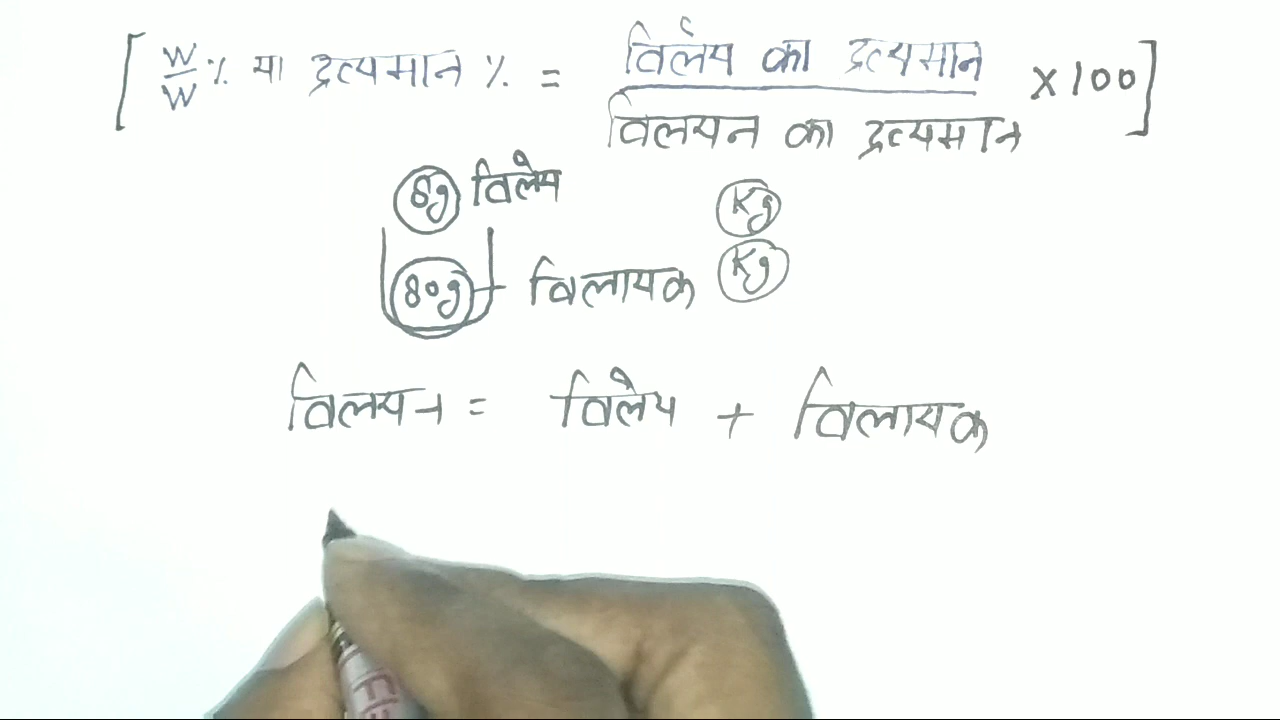 [ W/W % या द्रव्यमान % = विलेय का द्रव्यमान / विलयन का द्रव्यमान × 100 ]
8g विलेय Kg
80g विलायक Kg
विलयन = विलेय + विलायक